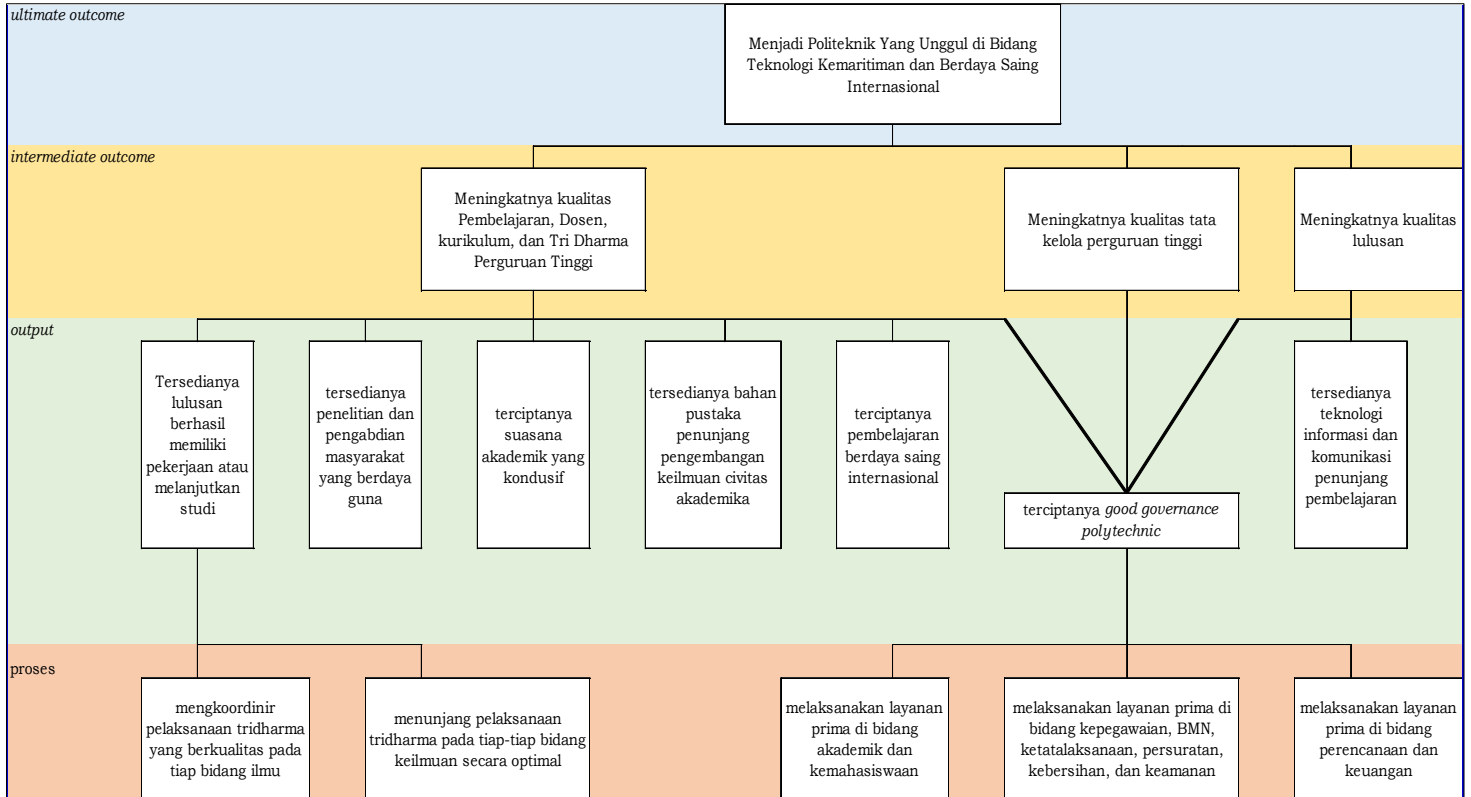 ultimate outcome
Menjadi Politeknik Yang Unggul di Bidang
Teknologi Kemaritiman dan Berdaya Saing
Internasional
intermediate outcome
Meningkatnya kualitas
Pembelajaran, Dosen,
kurikulum, dan Tri Dharma
Perguruan Tinggi
Meningkatnya kualitas tata
kelola perguruan tinggi
Meningkatnya kualitas
lulusan
output
Tersedianya
lulusan
berhasil
memiliki
pekerjaan atau
melanjutkan
studi
tersedianya
penelitian dan
pengabdian
masyarakat
yang berdaya
guna
terciptanya
suasana
akademik yang
kondusif
tersedianya bahan
pustaka
penunjang
pengembangan
keilmuan civitas
akademika
terciptanya
pembelajaran
berdaya saing
internasional
terciptanya good governance
polytechnic
tersedianya
teknologi
informasi dan
komunikasi
penunjang
pembelajaran
proses
mengkoordinir
pelaksanaan tridharma
yang berkualitas pada
tiap bidang ilmu
menunjang pelaksanaan
tridharma pada tiap-tiap bidang
keilmuan secara optimal
melaksanakan layanan
prima di bidang
akademik dan
kemahasiswaan
melaksanakan layanan prima di
bidang kepegawaian, BMN,
ketatalaksanaan, persuratan,
kebersihan, dan keamanan
melaksanakan layanan
prima di bidang
perencanaan dan
keuangan